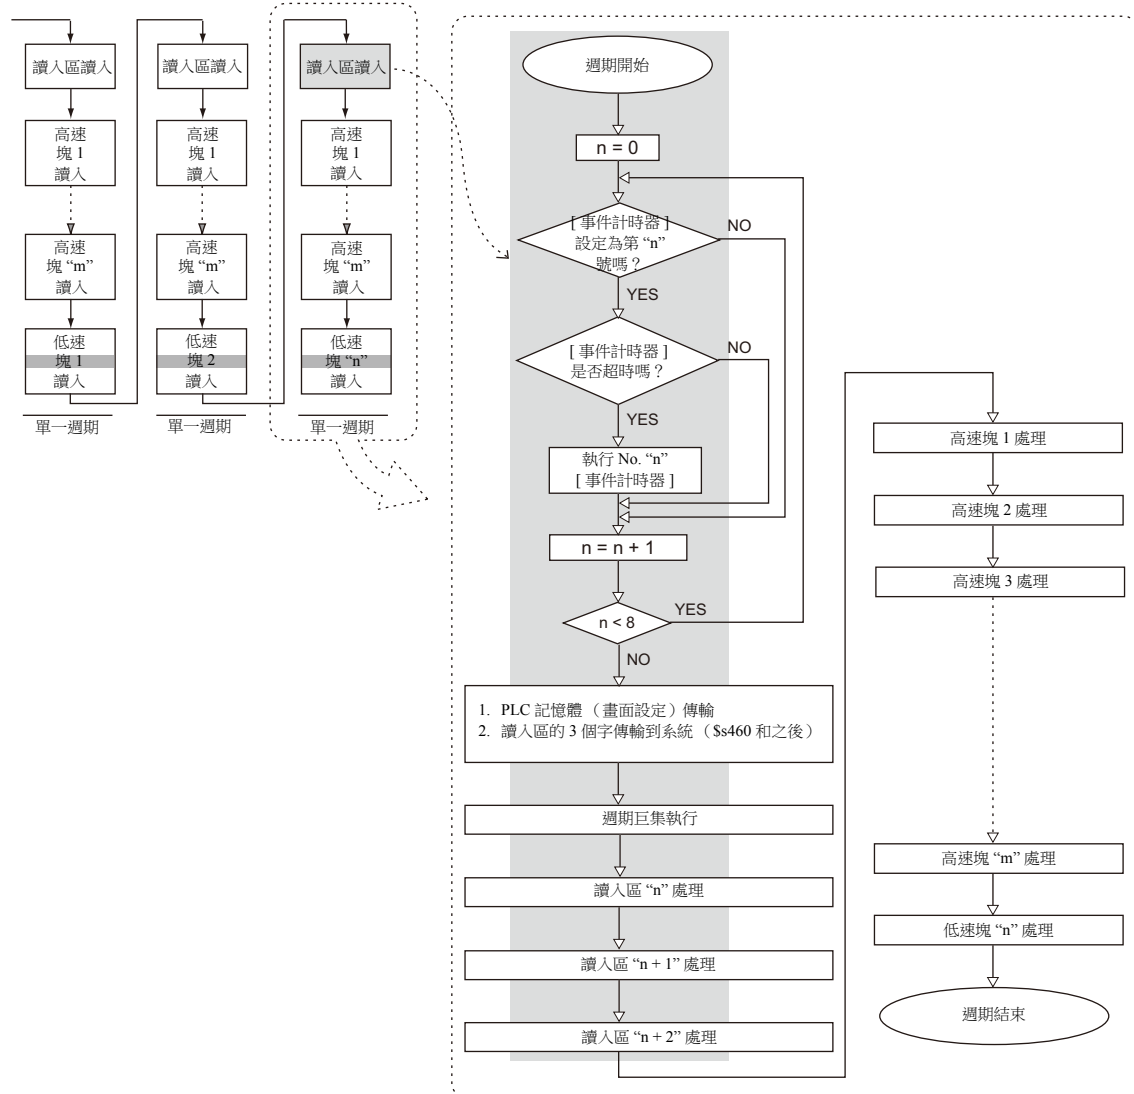 讀入區讀入
高速
塊 1
讀入
高速
塊 “m”
讀入
低速
塊 1
讀入
單一週期
讀入區讀入
高速
塊 1
讀入
高速
塊 “m”
讀入
低速
塊 2
讀入
單一週期
讀入區讀入
高速
塊 1
讀入
高速
塊 “m”
讀入
低速
塊 “n”
讀入
單一週期
週期開始
n = 0
[ 事件計時器 ]
設定為第 “n”
號嗎？
NO
YES
[ 事件計時器 ]
是否超時嗎？
NO
YES
執行 No. “n”
[ 事件計時器 ]
n = n + 1
n < 8
YES
NO
1. PLC 記憶體 （畫面設定）傳輸
2. 讀入區的 3 個字傳輸到系統 （$s460 和之後）
週期巨集執行
讀入區 “n” 處理
讀入區 “n + 1” 處理
讀入區 “n + 2” 處理
高速塊 1 處理
高速塊 2 處理
高速塊 3 處理
高速塊 “m” 處理
低速塊 “n” 處理
週期結束